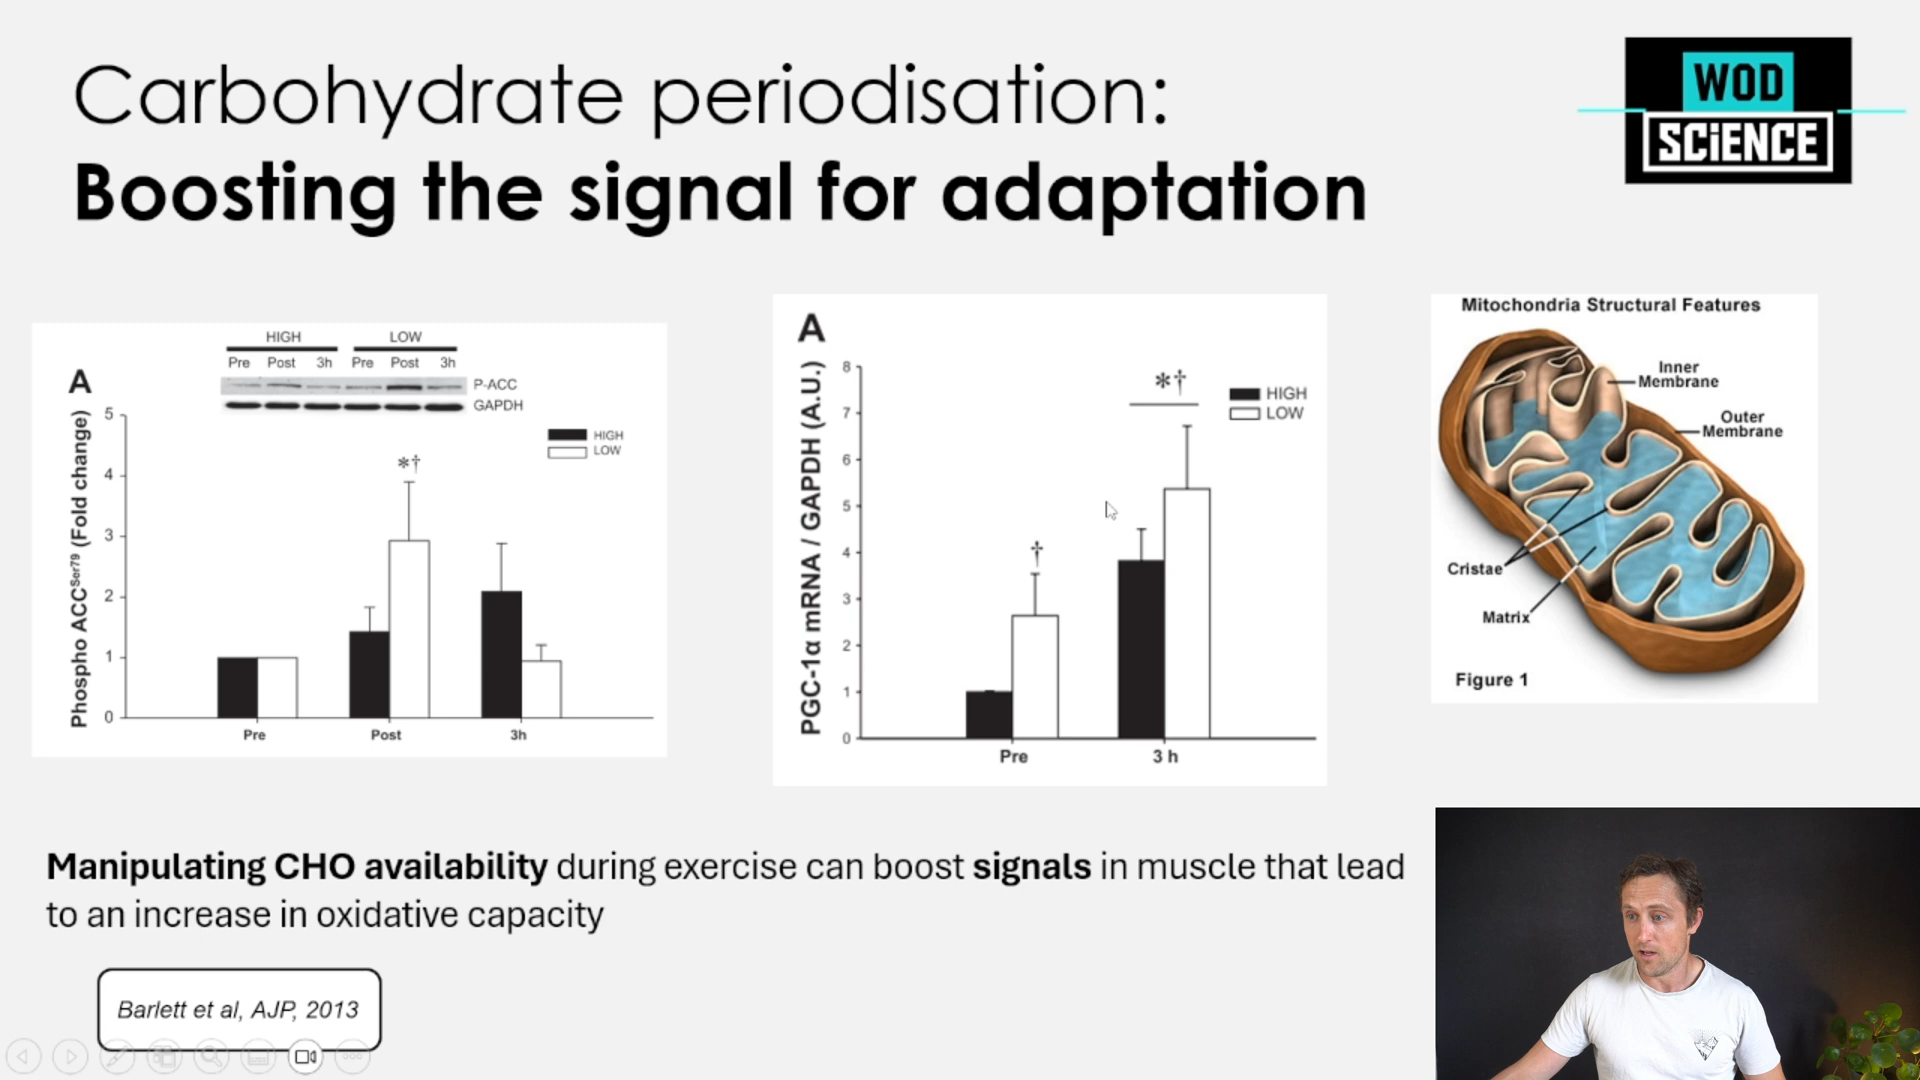 Carbohydrate periodisation:
Boosting the signal for adaptation
WOD
SCiENCE
HIGH LOW
Pre Post 3h Pre Post 3h
A
P-ACC
GAPDH
HIGH
LOW
*†
Phospho ACCSer79 (Fold change)
5
4
3
2
1
0
Pre Post 3h
A
PGC-1α mRNA / GAPDH (A.U.)
8
7
6
5
4
3
2
1
0
*†
†
HIGH
LOW
Pre 3 h
Mitochondria Structural Features
Inner
Membrane
Outer
Membrane
Cristae
Matrix
Figure 1
Manipulating CHO availability during exercise can boost signals in muscle that lead
to an increase in oxidative capacity
Barlett et al, AJP, 2013